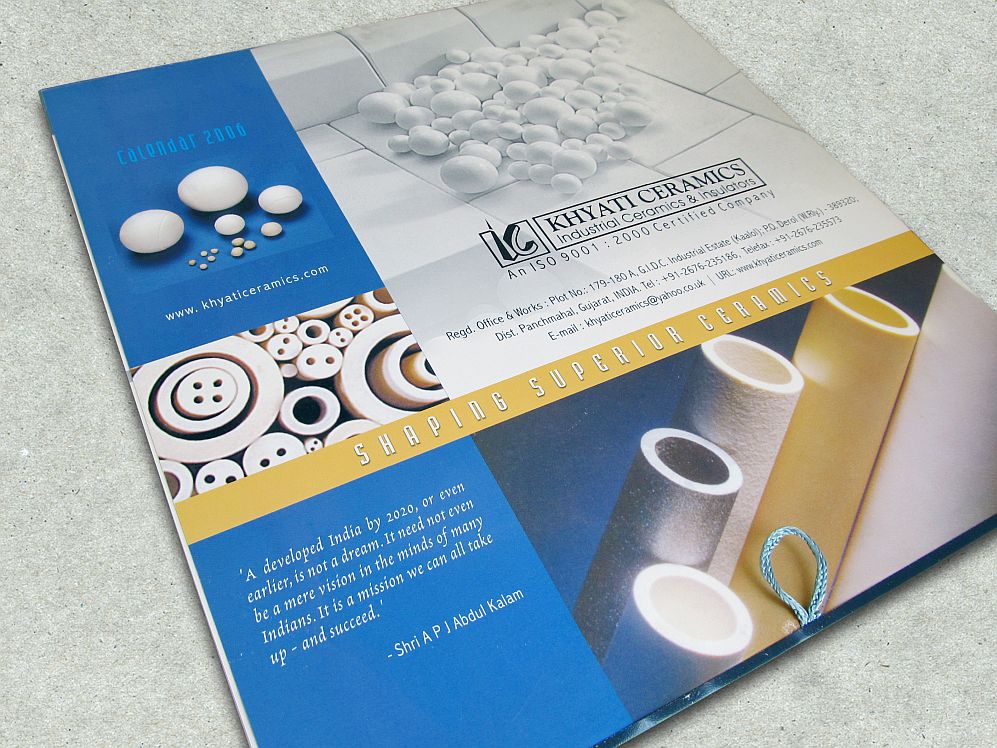 calendar 2006
www. khyaticeramics.com
KHYATI CERAMICS
Industrial Ceramics & Insulators
An ISO 9001 : 2000 Certified Company
Regd. Office & Works : Plot No.: 179-180 A. G.I.D.C. Industrial Estate (Kaalol); P.O. Derol (W.Rly.) - 389320;
Dist. Panchmahal, Gujarat, INDIA. Tel : +91-2676-235186, Telefax : +91-2676-235573
E-mail : khyaticeramics@yahoo.co.uk | URL: www.khyaticeramics.com
SHAPING SUPERIOR CERAMICS
'A developed India by 2020, or even
earlier, is not a dream. It need not even
be a mere vision in the minds of many
Indians. It is a mission we can all take
up - and succeed.'
- Shri A P J Abdul Kalam